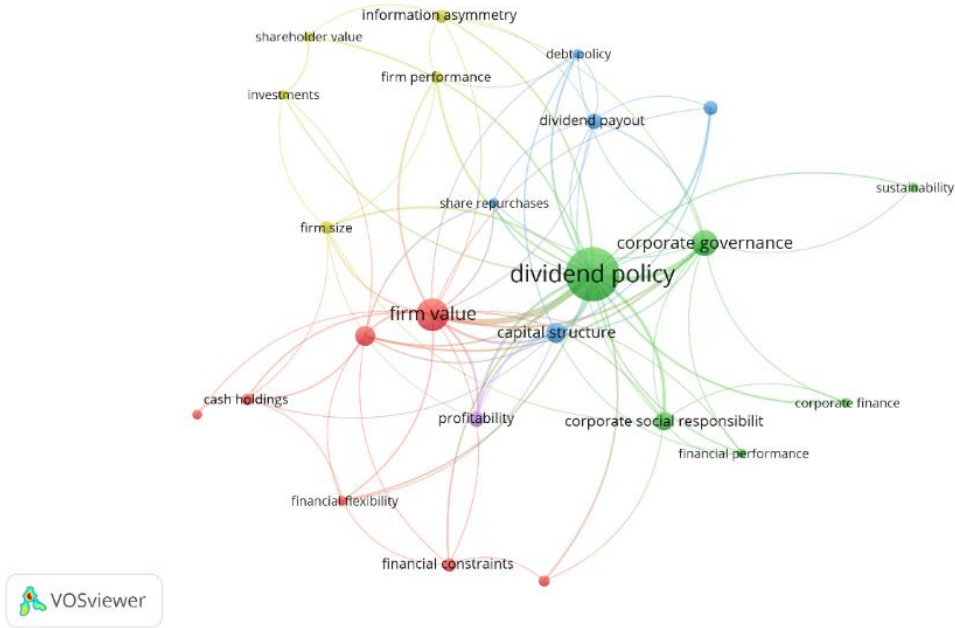 information asymmetry
shareholder value
debt policy
firm performance
investments
dividend payout
sustainability
share repurchases
firm size
corporate governance
dividend policy
firm value
capital structure
cash holdings
corporate finance
profitability
corporate social responsibilit
financial performance
financial flexibility
financial constraints
VOSviewer